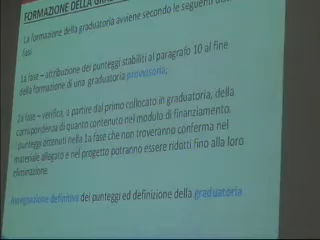 FORMAZIONE DELLA
La formazione della graduatoria avviene secondo le seguenti due
fasi
1a fase – attribuzione dei punteggi stabiliti al paragrafo 10 al fine
della formazione di una graduatoria provvisoria;
2a fase – verifica, a partire dal primo collocato in graduatoria, della
corrispondenza di quanto contenuto nel modulo di finanziamento.
I punteggi ottenuti nella 1a fase che non troveranno conferma nel
materiale allegato e nel progetto potranno essere ridotti fino alla loro
eliminazione.
Assegnazione definitiva dei punteggi ed definizione della graduatoria